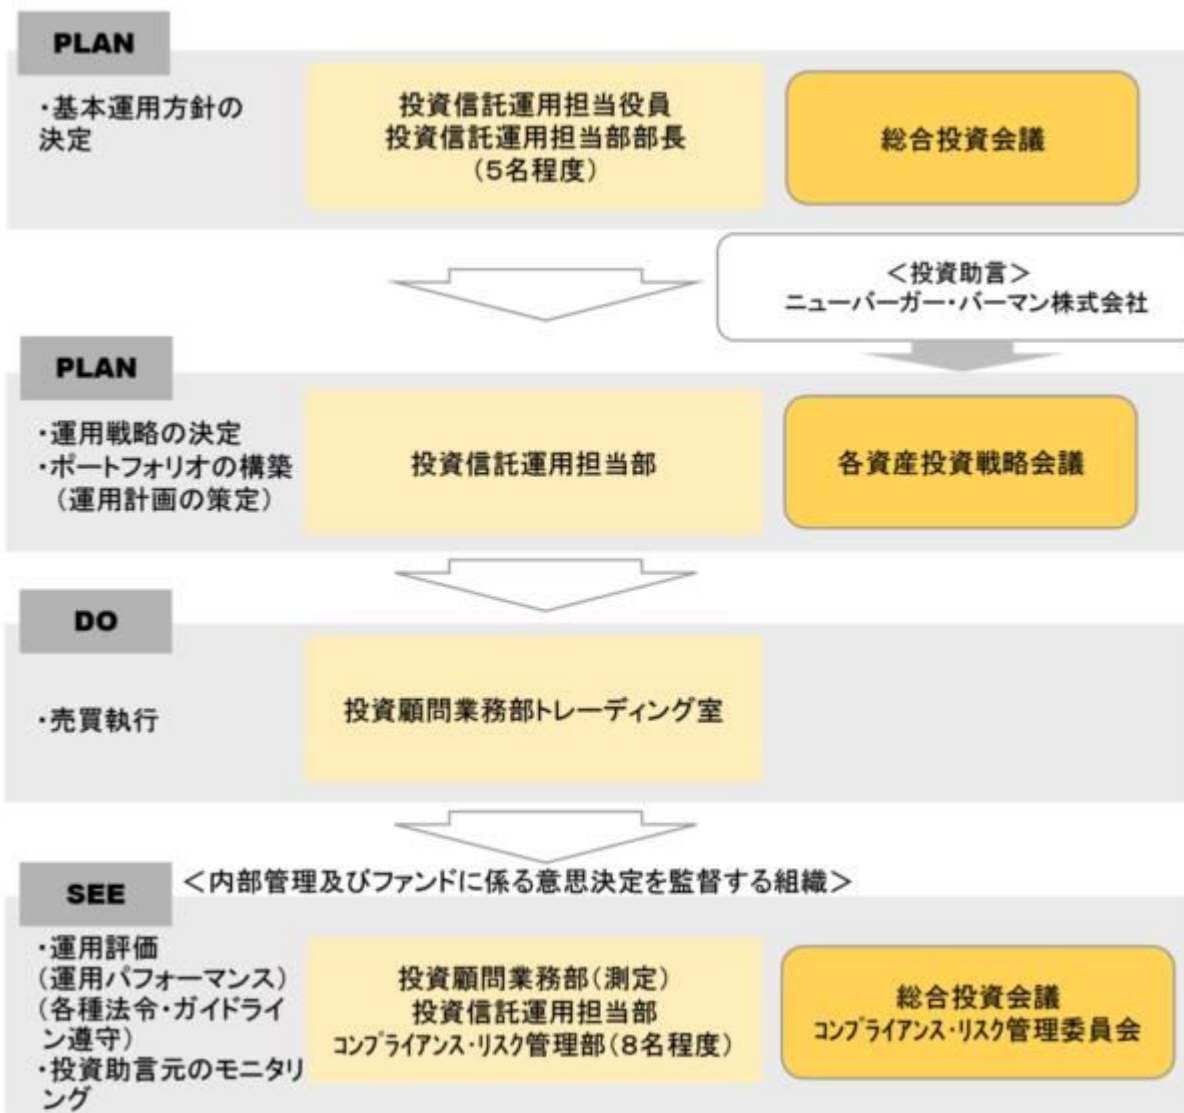 PLAN
・基本運用方針の
決定
投資信託運用担当役員
投資信託運用担当部部長
(5名程度)
総合投資会議
<投資助言>
ニューバーガー・バーマン株式会社
PLAN
・運用戦略の決定
・ポートフォリオの構築
(運用計画の策定)
投資信託運用担当部
各資産投資戦略会議
DO
・売買執行
投資顧問業務部トレーディング室
SEE
<内部管理及びファンドに係る意思決定を監督する組織>
・運用評価
(運用パフォーマンス)
(各種法令・ガイドライ
ン遵守)
・投資助言元のモニタリ
ング
投資顧問業務部(測定)
投資信託運用担当部
コンプライアンス・リスク管理部(8名程度)
総合投資会議
コンプライアンス・リスク管理委員会